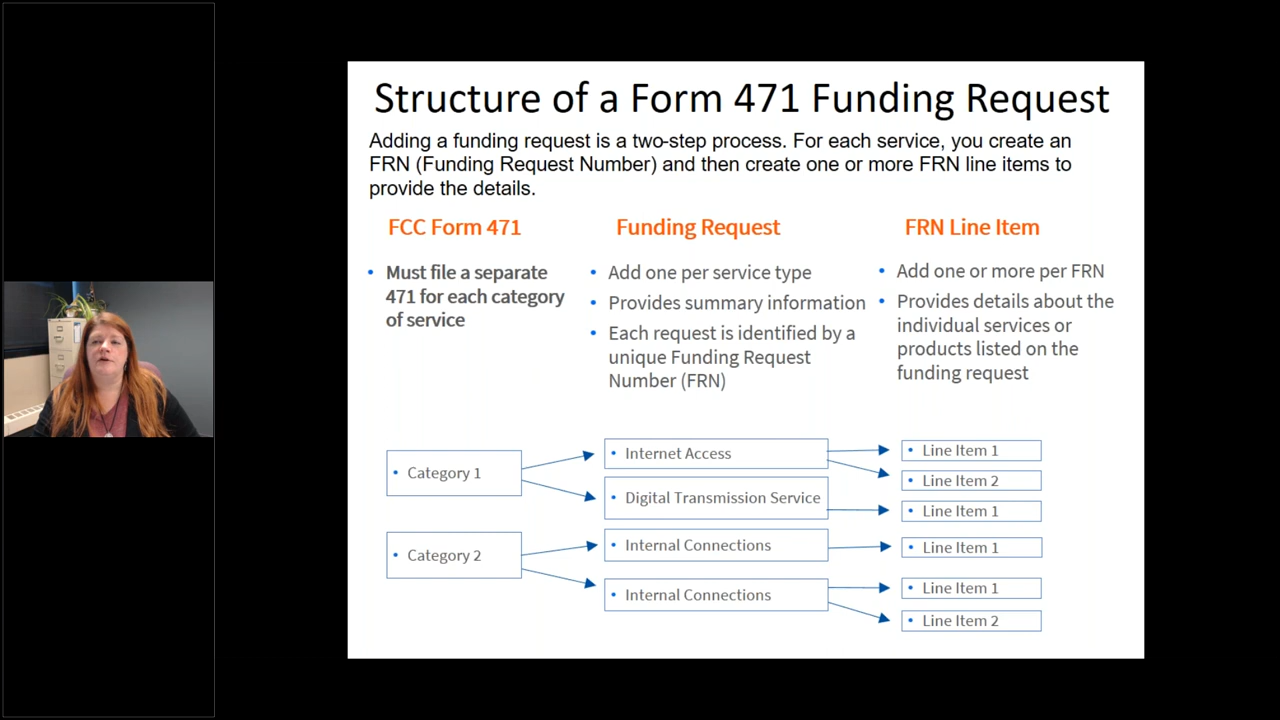 Structure of a Form 471 Funding Request
Adding a funding request is a two-step process. For each service, you create an
FRN (Funding Request Number) and then create one or more FRN line items to
provide the details.
FCC Form 471
• Must file a separate
471 for each category
of service
Funding Request
• Add one per service type
• Provides summary information
• Each request is identified by a
unique Funding Request
Number (FRN)
FRN Line Item
• Add one or more per FRN
• Provides details about the
individual services or
products listed on the
funding request
• Category 1
• Internet Access
• Line Item 1
• Line Item 2
• Digital Transmission Service
• Line Item 1
• Category 2
• Internal Connections
• Line Item 1
• Internal Connections
• Line Item 1
• Line Item 2